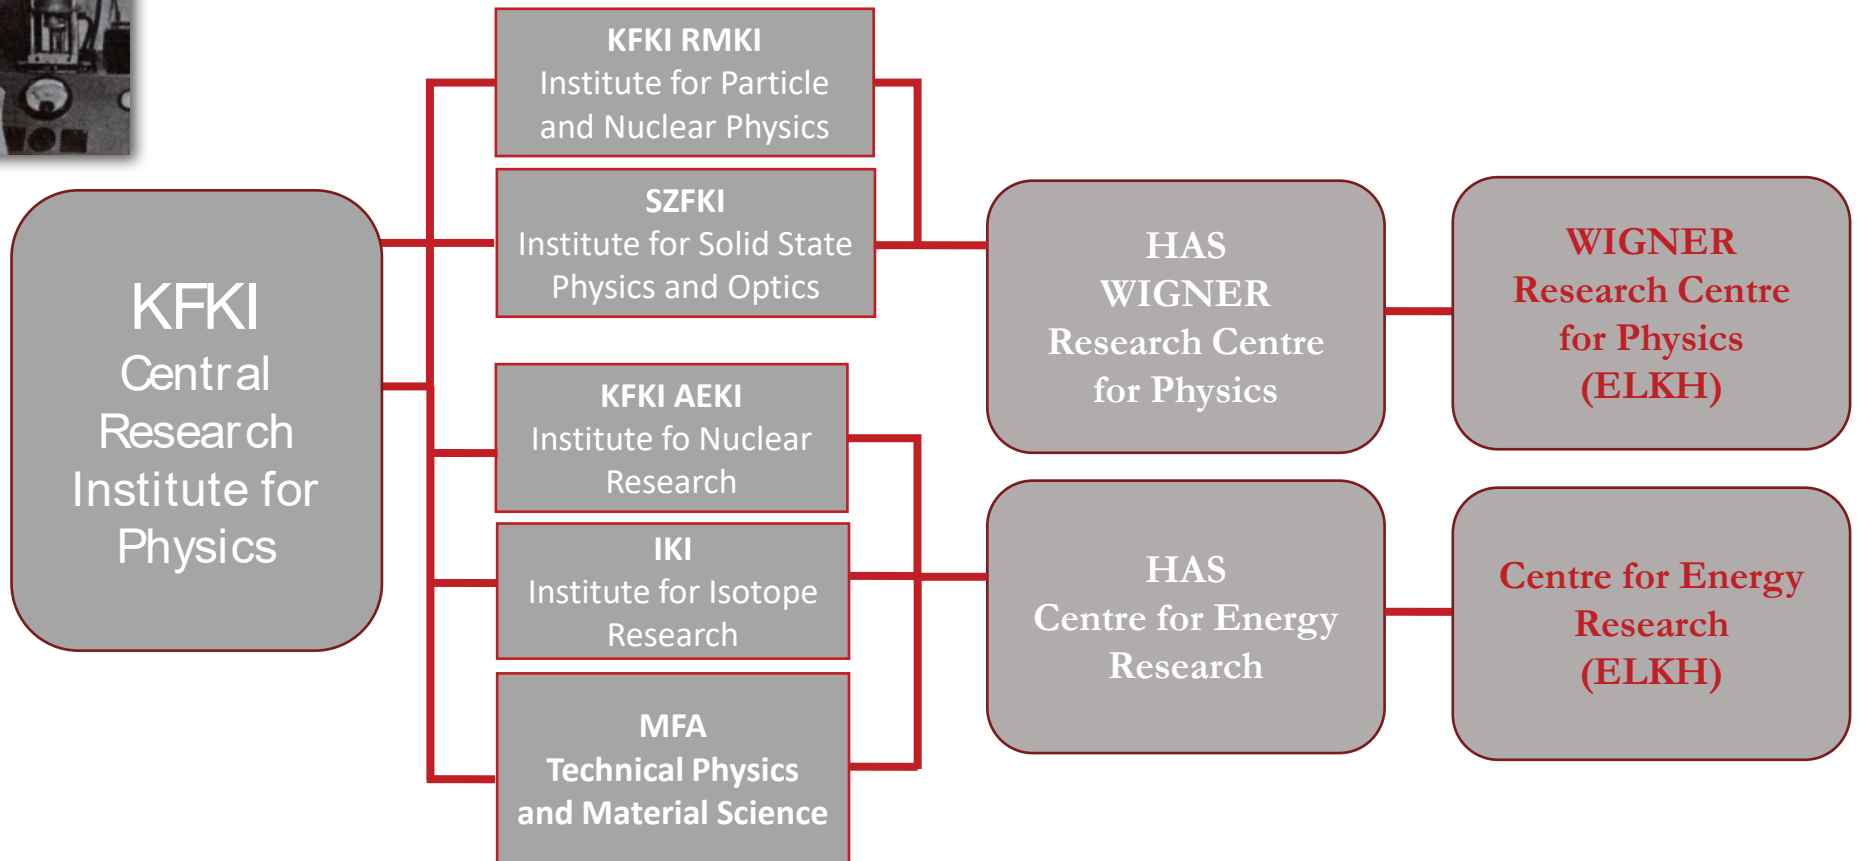 KFKI
Central
Research
Institute for
Physics
KFKI RMKI
Institute for Particle
and Nuclear Physics
SZFKI
Institute for Solid State
Physics and Optics
KFKI AEKI
Institute fo Nuclear
Research
IKI
Institute for Isotope
Research
MFA
Technical Physics
and Material Science
HAS
WIGNER
Research Centre
for Physics
HAS
Centre for Energy
Research
WIGNER
Research Centre
for Physics
(ELKH)
Centre for Energy
Research
(ELKH)